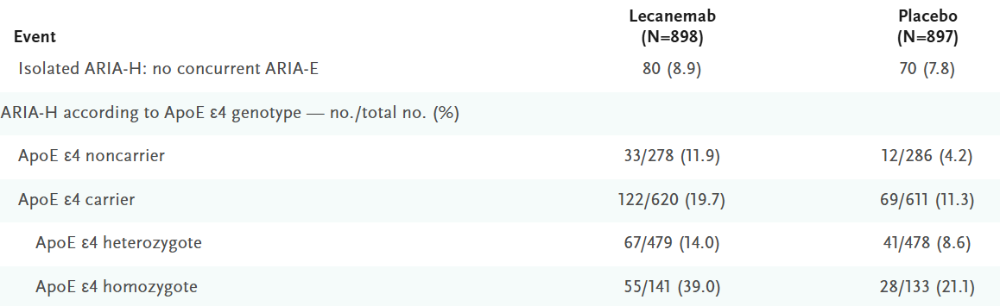 Event Lecanemab (N=898) Placebo (N=897)
Isolated ARIA-H: no concurrent ARIA-E 80 (8.9) 70 (7.8)
ARIA-H according to ApoE ε4 genotype — no./total no. (%)
ApoE ε4 noncarrier 33/278 (11.9) 12/286 (4.2)
ApoE ε4 carrier 122/620 (19.7) 69/611 (11.3)
ApoE ε4 heterozygote 67/479 (14.0) 41/478 (8.6)
ApoE ε4 homozygote 55/141 (39.0) 28/133 (21.1)